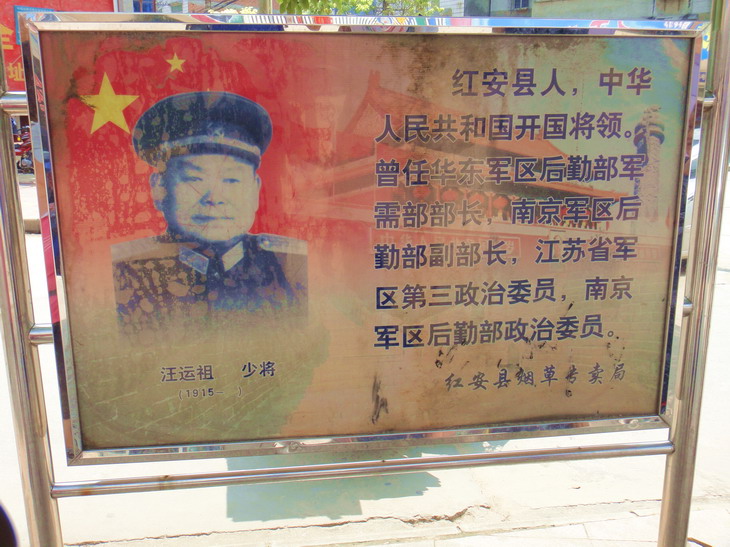 红安县人，中华
人民共和国开国将领。
曾任华东军区后勤部军
需部部长，南京军区后
勤部副部长，江苏省军
区第三政治委员，南京
军区后勤部政治委员。
红安县烟草专卖局
汪运祖 少将
(1915- )